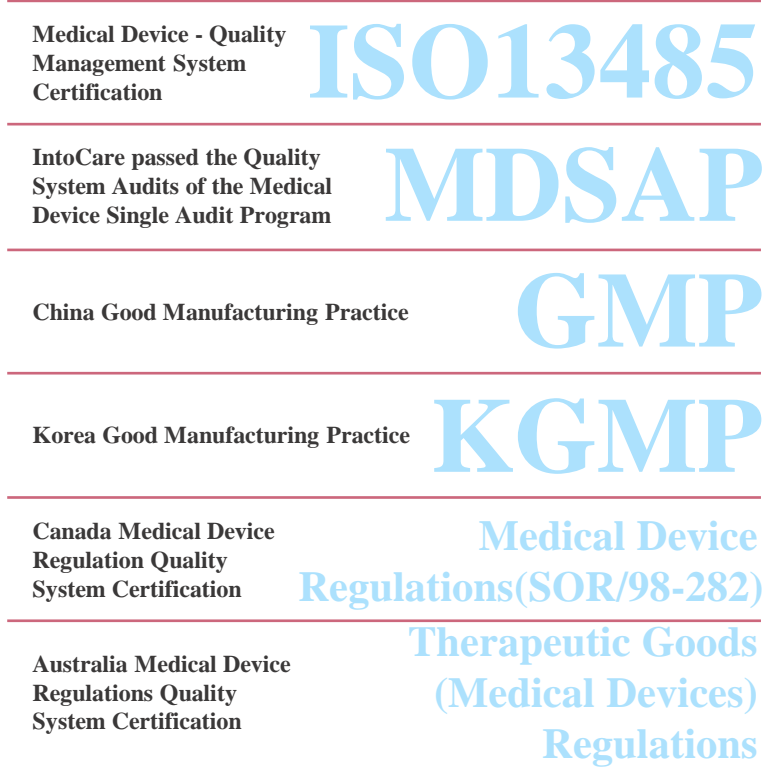 Medical Device - Quality
Management System
Certification
ISO13485
IntoCare passed the Quality
System Audits of the Medical
Device Single Audit Program
MDSAP
China Good Manufacturing Practice
GMP
Korea Good Manufacturing Practice
KGMP
Canada Medical Device
Regulation Quality
System Certification
Medical Device
Regulations(SOR/98-282)
Australia Medical Device
Regulations Quality
System Certification
Therapeutic Goods
(Medical Devices)
Regulations